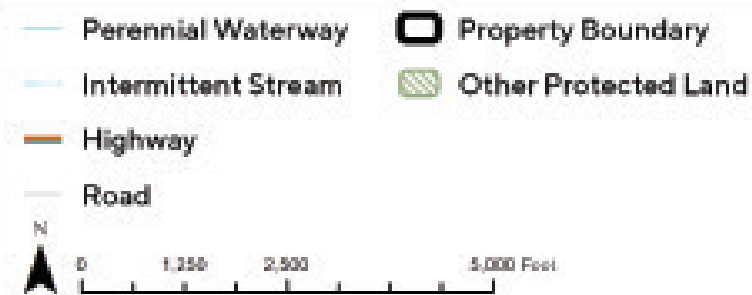 Perennial Waterway
Property Boundary
Intermittent Stream
Other Protected Land
Highway
Road
N
0 1,250 2,500 5,000 Feet